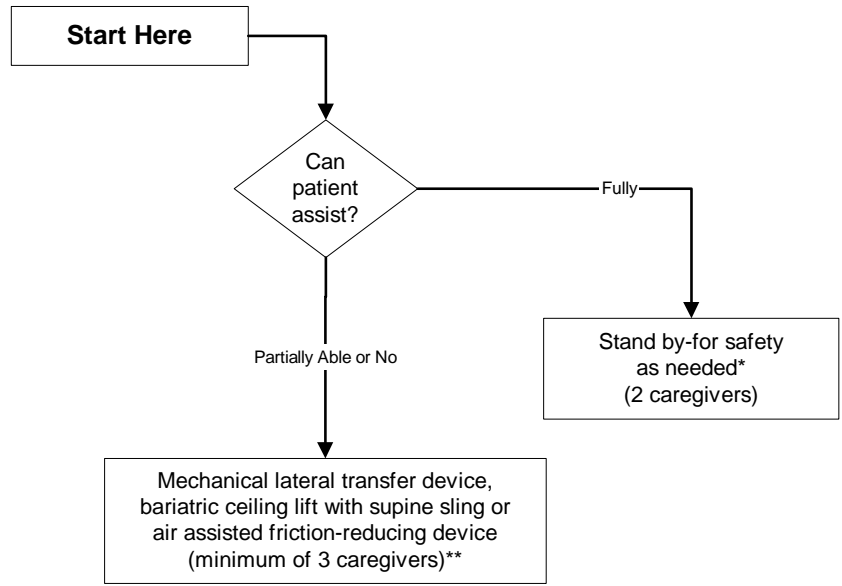 Start Here
Can
patient
assist?
Fully
Stand by-for safety
as needed*
(2 caregivers)
Partially Able or No
Mechanical lateral transfer device,
bariatric ceiling lift with supine sling or
air assisted friction-reducing device
(minimum of 3 caregivers)**